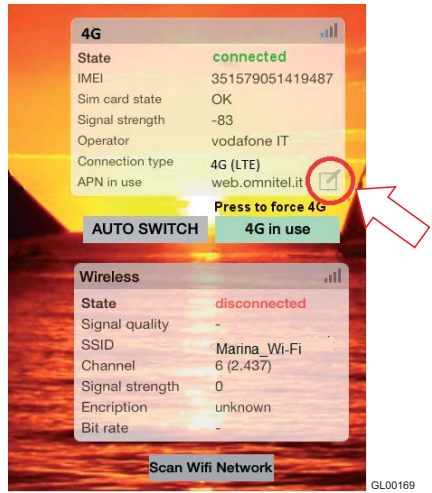 4G
State connected
IMEI 351579051419487
Sim card state OK
Signal strength -83
Operator vodafone IT
Connection type 4G (LTE)
APN in use web.omnitel.it
Press to force 4G
AUTO SWITCH 4G in use
Wireless
State disconnected
Signal quality -
SSID Marina_Wi-Fi
Channel 6 (2.437)
Signal strength 0
Encription unknown
Bit rate -
Scan Wifi Network
GL00169